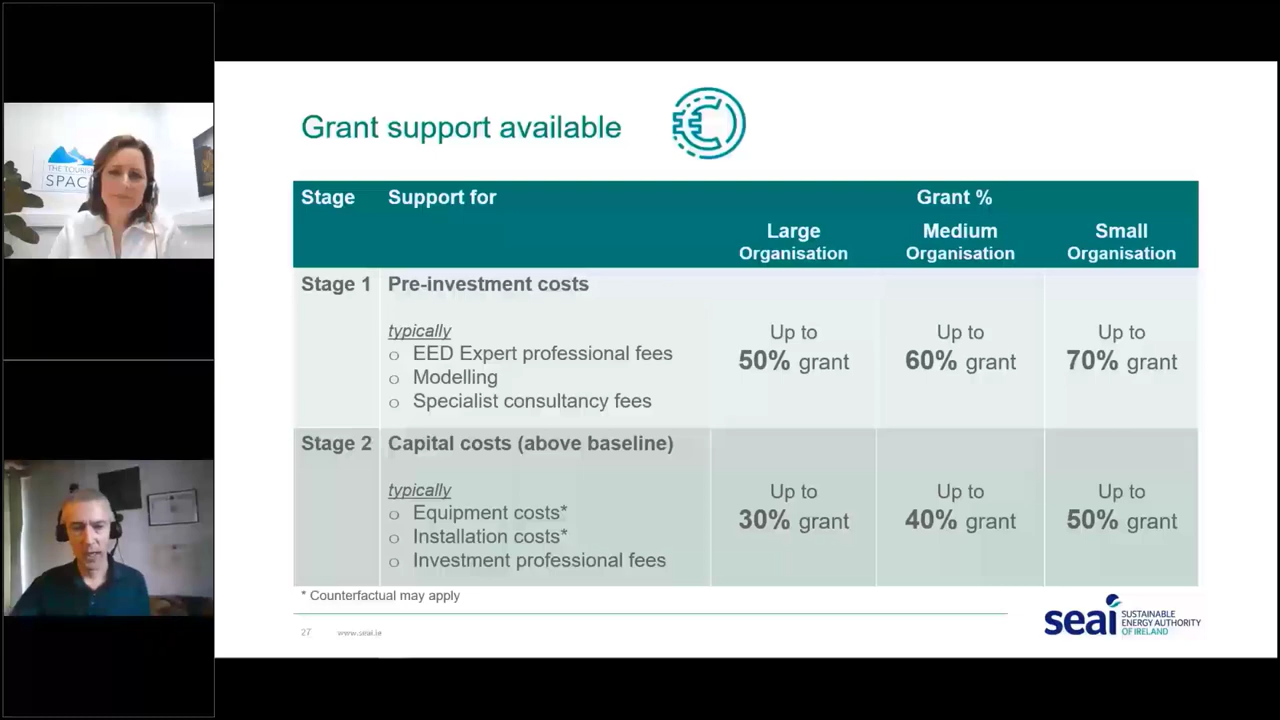 THE TOURIS
SPAC
Grant support available
Stage Support for Grant %
Large Organisation Medium Organisation Small Organisation
Stage 1 Pre-investment costs
typically
o EED Expert professional fees
o Modelling
o Specialist consultancy fees
Up to 50% grant Up to 60% grant Up to 70% grant
Stage 2 Capital costs (above baseline)
typically
o Equipment costs*
o Installation costs*
o Investment professional fees
Up to 30% grant Up to 40% grant Up to 50% grant
* Counterfactual may apply
27 www.seai.ie
seai SUSTAINABLE ENERGY AUTHORITY OF IRELAND